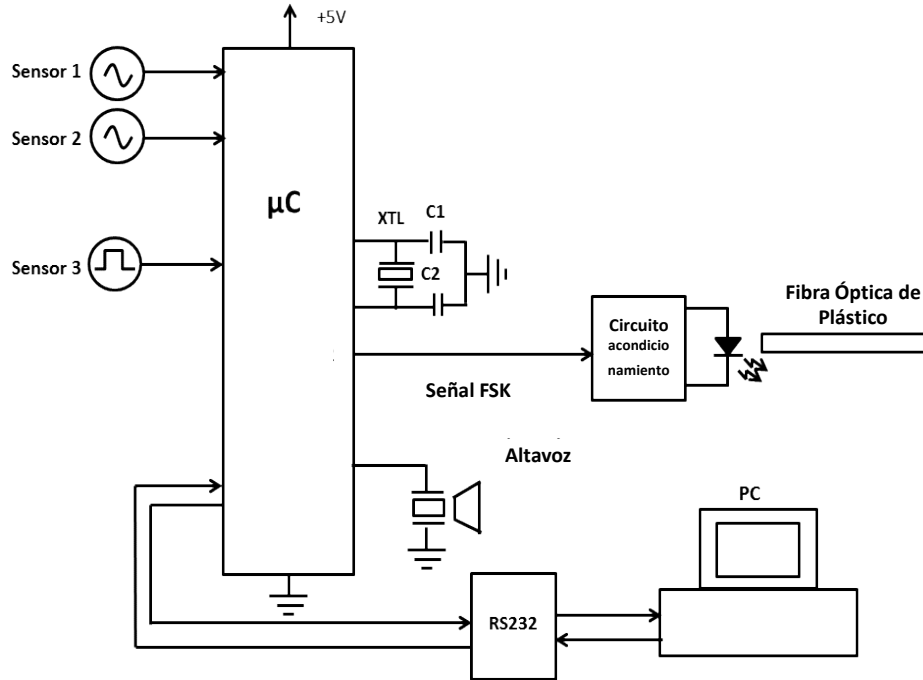 +5V
Sensor 1
Sensor 2
µC
XTL
C1
Sensor 3
C2
Fibra Óptica de
Plástico
Circuito
acondicio
namiento
Señal FSK
Altavoz
PC
RS232